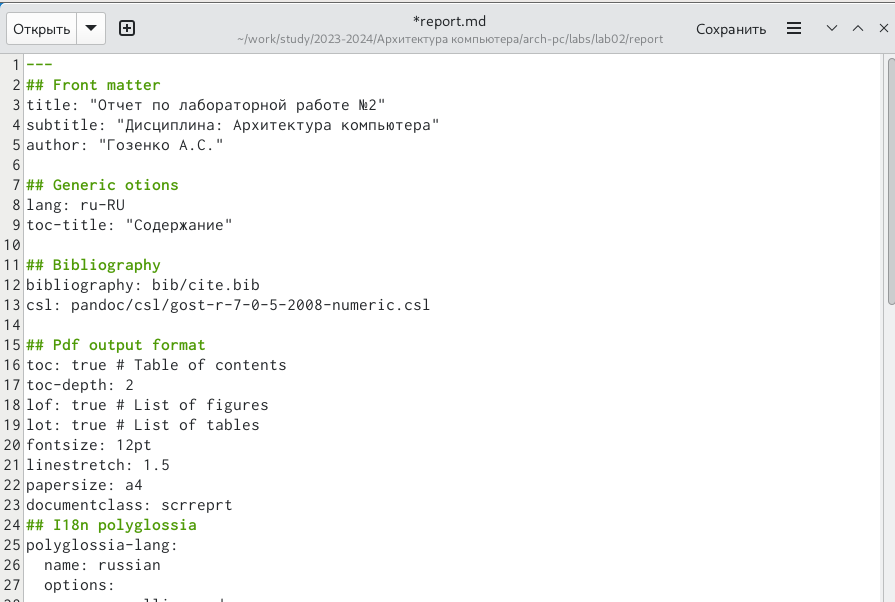 Открыть
*report.md
~/work/study/2023-2024/Архитектура компьютера/arch-pc/labs/lab02/report
Сохранить
1 ---
2 ## Front matter
3 title: "Отчет по лабораторной работе №2"
4 subtitle: "Дисциплина: Архитектура компьютера"
5 author: "Гозенко А.С."
6
7 ## Generic otions
8 lang: ru-RU
9 toc-title: "Содержание"
10
11 ## Bibliography
12 bibliography: bib/cite.bib
13 csl: pandoc/csl/gost-r-7-0-5-2008-numeric.csl
14
15 ## Pdf output format
16 toc: true # Table of contents
17 toc-depth: 2
18 lof: true # List of figures
19 lot: true # List of tables
20 fontsize: 12pt
21 linestretch: 1.5
22 papersize: a4
23 documentclass: scrreprt
24 ## I18n polyglossia
25 polyglossia-lang:
26   name: russian
27   options: